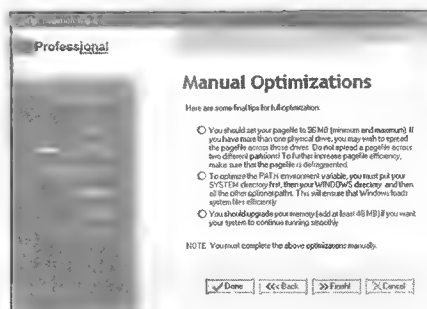 Professional
Manual Optimizations
Here are some final tips for full optimization:
You should set your pagefile to 96 MB (minimum and maximum). If
you have more than one physical drive, you may wish to spread
the pagefile across those drives. Do not spread a pagefile across
two different partitions! To further increase pagefile efficiency,
make sure that the pagefile is defragmented.
To optimize the PATH environment variable, you must put your
SYSTEM directory first, then your WINDOWS directory and then
all the other optional paths. This will ensure that Windows loads
system files efficiently.
You should upgrade your memory (add at least 48 MB) if you want
your system to continue running smoothly
NOTE: You must complete the above optimizations manually.
Done << Back >> Finish! Cancel